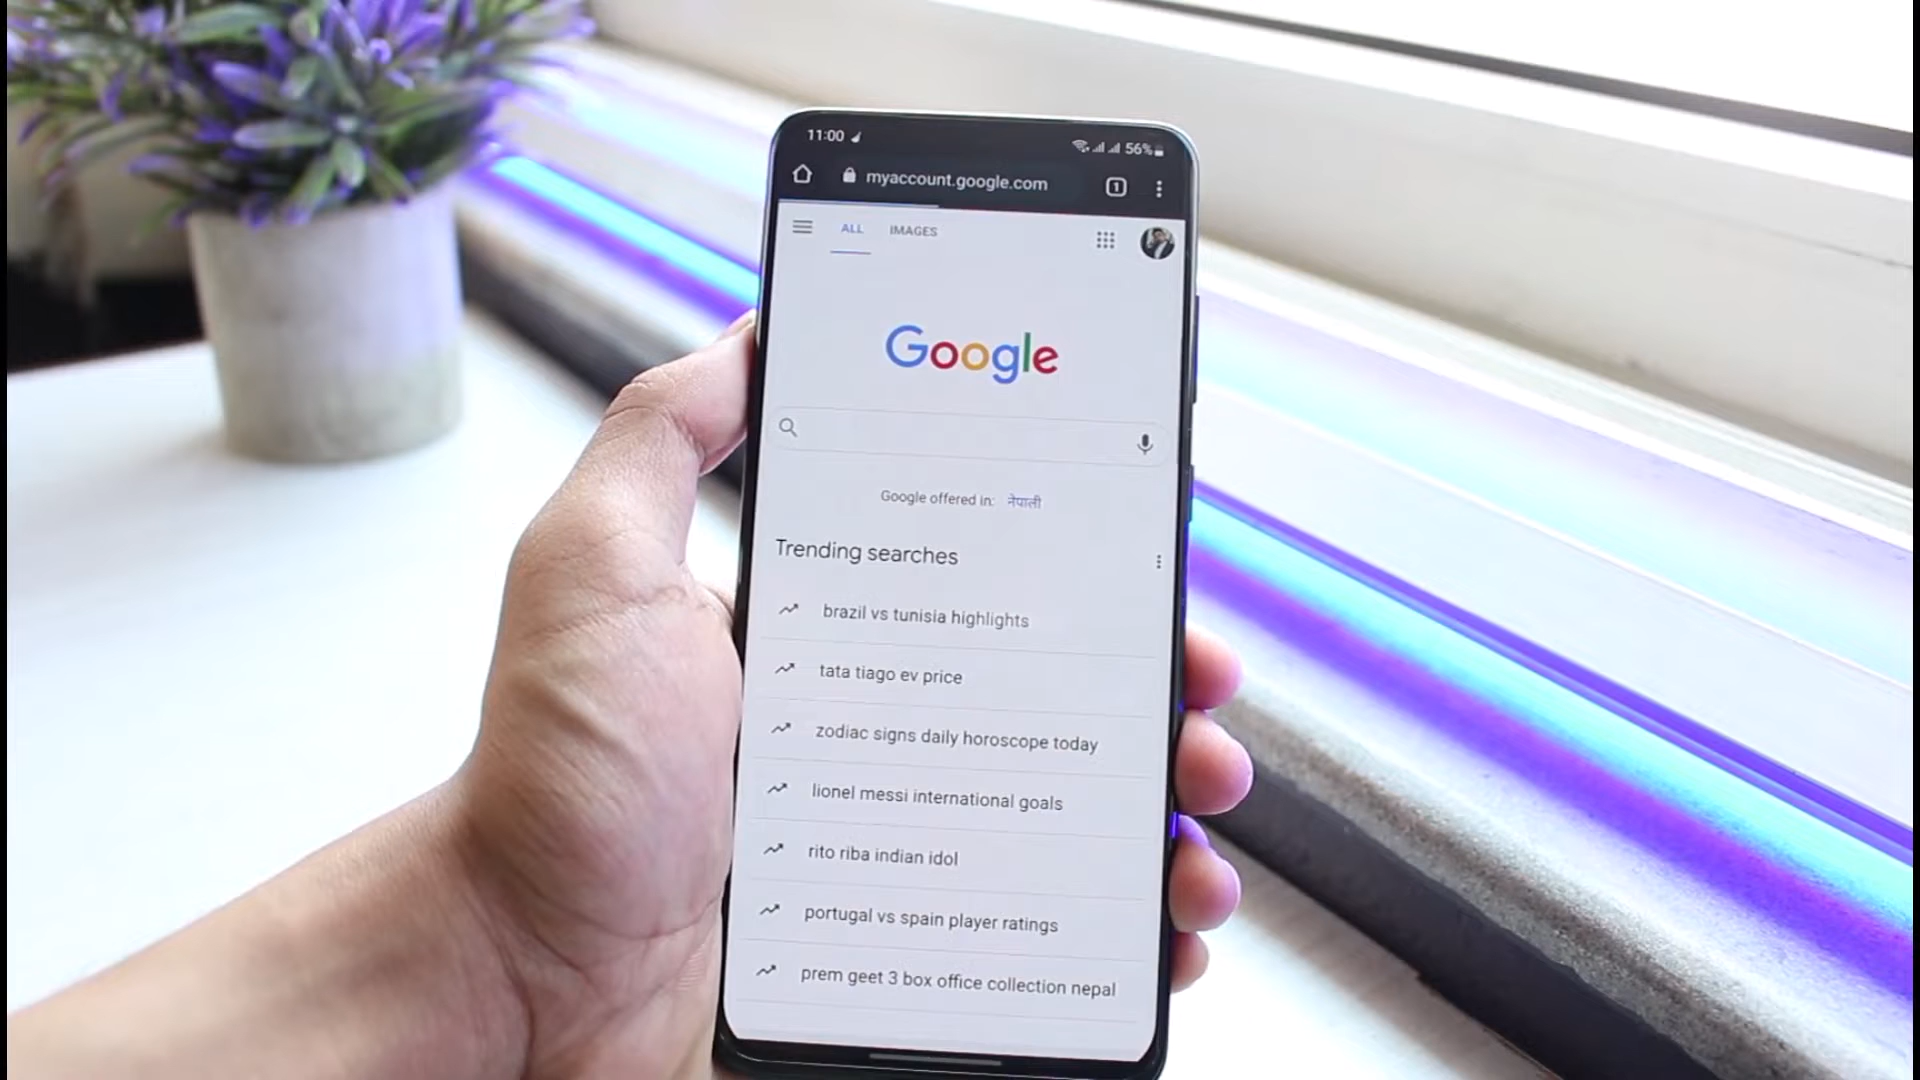 11:00
56%
myaccount.google.com
1
ALL IMAGES
Google
Google offered in: नेपाली
Trending searches
brazil vs tunisia highlights
tata tiago ev price
zodiac signs daily horoscope today
lionel messi international goals
rito riba indian idol
portugal vs spain player ratings
prem geet 3 box office collection nepal